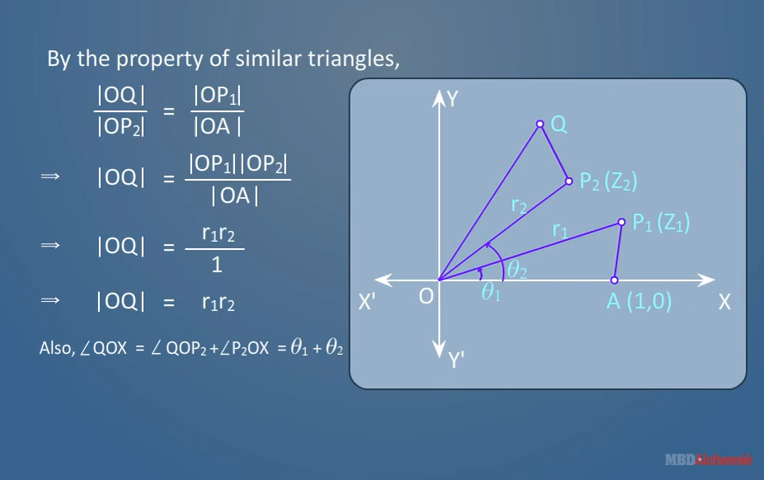 By the property of similar triangles,
|OQ| / |OP₂| = |OP₁| / |OA|
⇒ |OQ| = |OP₁||OP₂| / |OA|
⇒ |OQ| = r₁r₂ / 1
⇒ |OQ| = r₁r₂
Also, ∠QOX = ∠QOP₂+∠P₂OX = θ₁ + θ₂
Y
Q
P₂ (Z₂)
r₂
P₁ (Z₁)
r₁
θ₂
θ₁
X'
O
A (1,0)
X
Y'
MBD